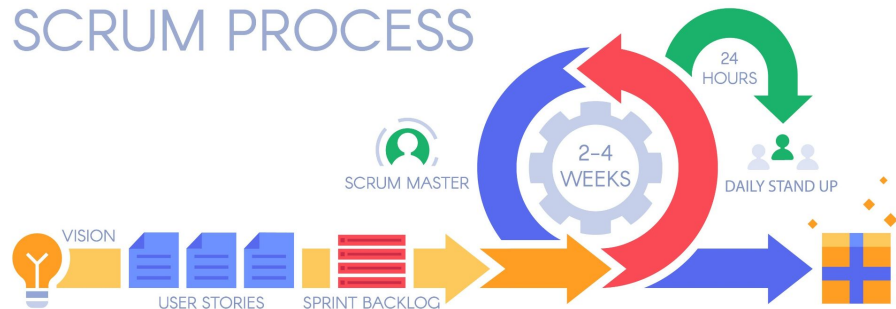 SCRUM PROCESS
24
HOURS
2-4
WEEKS
SCRUM MASTER
DAILY STAND UP
VISION
USER STORIES
SPRINT BACKLOG